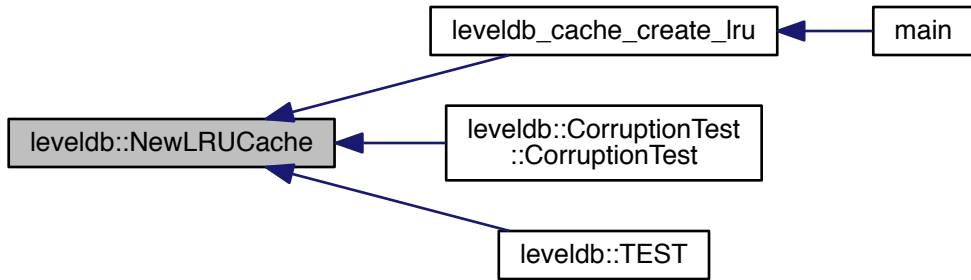 leveldb_cache_create_lru
main
leveldb::NewLRUCache
leveldb::CorruptionTest
::CorruptionTest
leveldb::TEST